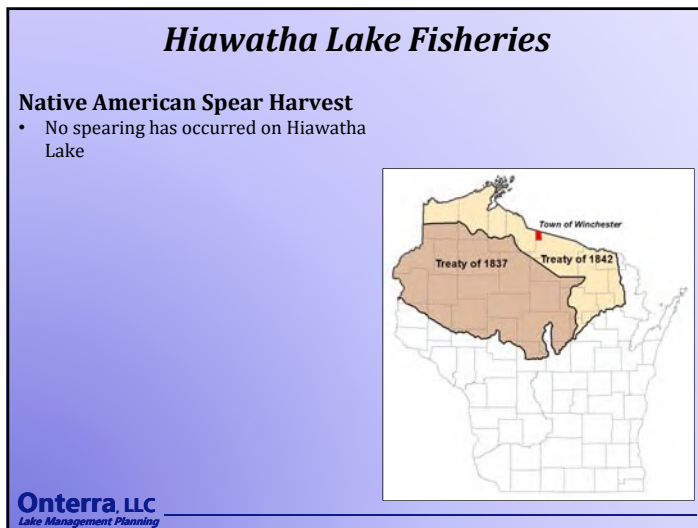 Hiawatha Lake Fisheries
Native American Spear Harvest
• No spearing has occurred on Hiawatha
Lake
Town of Winchester
Treaty of 1837
Treaty of 1842
Onterra, LLC
Lake Management Planning